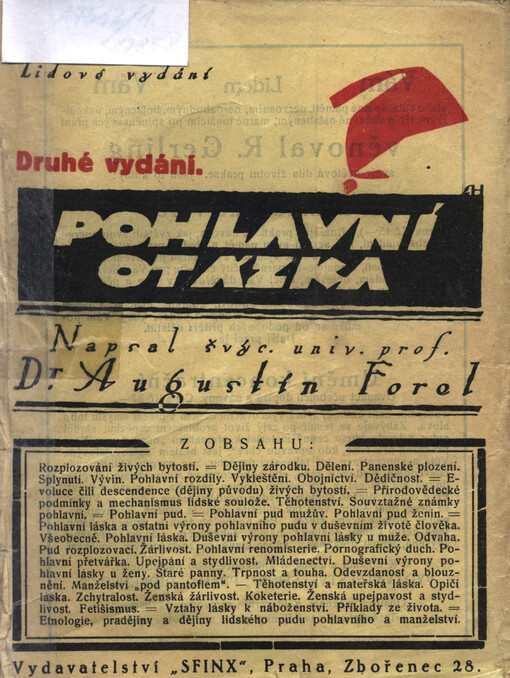 Lidové vydání
Druhé vydání.
POHLAVNÍ
OTÁZKA
Napsal švýc. univ. prof.
Dr. Augustín Forel
Z OBSAHU:
Rozplozování živých bytostí. = Dějiny zárodku. Dělení. Panenské plození.
Splynutí. Vývin. Pohlavní rozdíly. Vykleštění. Obojnictví. Dědičnost. = E-
voluce čili descendence (dějiny původu) živých bytostí. = Přírodovědecké
podmínky a mechanismus lidské soulože. Těhotenství. Souvztažné známky
pohlavní. = Pohlavní pud. = Pohlavní pud mužův. Pohlavní pud ženin. =
Pohlavní láska a ostatní výrony pohlavního pudu v duševním životě člověka.
Všeobecně. Pohlavní láska. Duševní výrony pohlavní lásky u muže. Odvaha.
Pud rozplozovací. Žárlivost. Pohlavní renomisterie. Pornografický duch. Po-
hlavní přetvářka. Upejpání a stydlivost. Mládenectví. Duševní výrony po-
hlavní lásky u ženy. Staré panny. Trpnost a touha. Odevzdanost a blouz-
nění. Manželství „pod pantoflem“. — Těhotenství a mateřská láska. Opičí
láska. Zchytralost. Ženská žárlivost. Koketerie. Ženská upejpavost a styd-
livost. Fetišismus. = Vztahy lásky k náboženství. Příklady ze života. =
Etnologie, pradějiny a dějiny lidského pudu pohlavního a manželství.
Vydavatelství „SFINX“, Praha, Zbořenec 28.